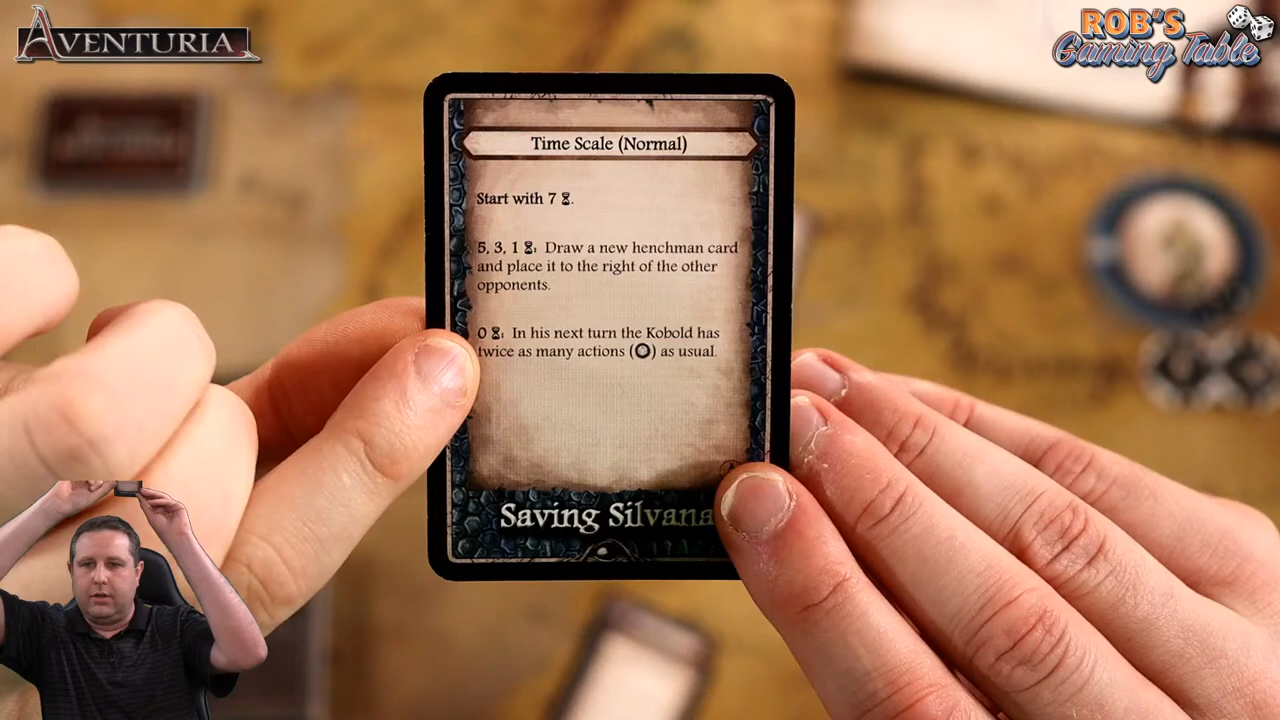 AVENTURIA
ROB'S
Gaming Table
Time Scale (Normal)
Start with 7 ⌛.
5, 3, 1 ⌛: Draw a new henchman card
and place it to the right of the other
opponents.
0 ⌛: In his next turn the Kobold has
twice as many actions (O) as usual.
Saving Silvana